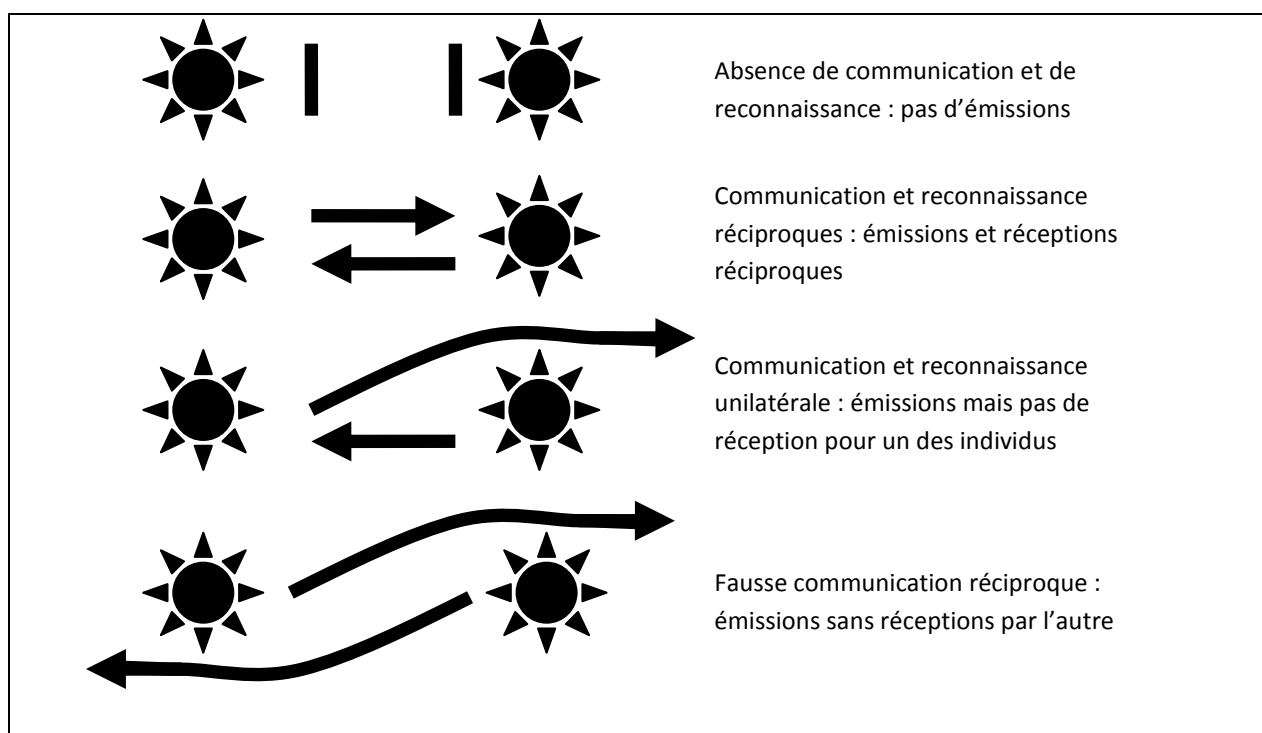 Absence de communication et de
reconnaissance : pas d’émissions
Communication et reconnaissance
réciproques : émissions et réceptions
réciproques
Communication et reconnaissance
unilatérale : émissions mais pas de
réception pour un des individus
Fausse communication réciproque :
émissions sans réceptions par l’autre